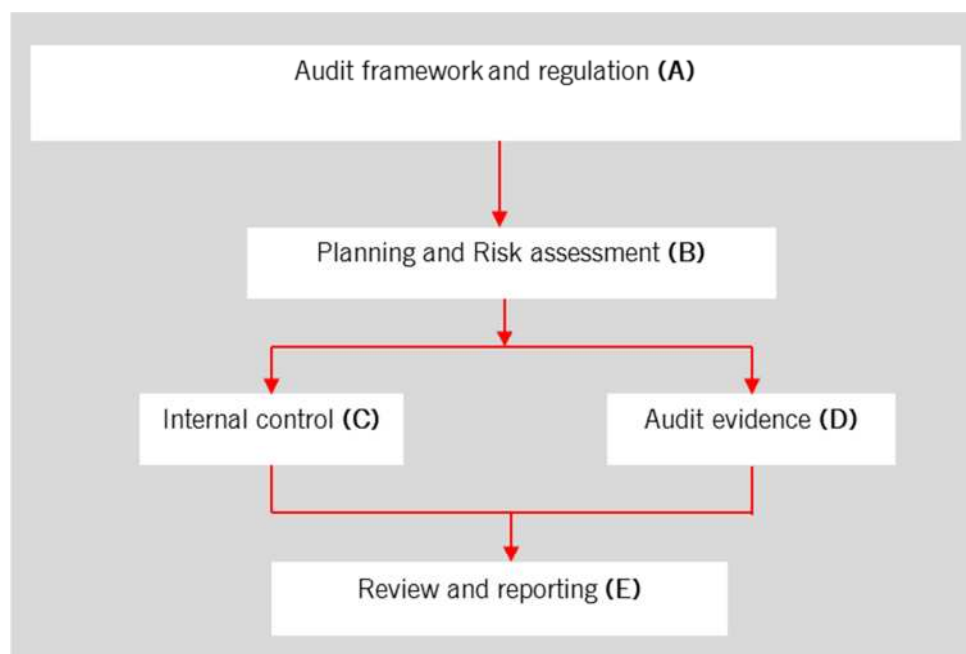 Audit framework and regulation (A)
Planning and Risk assessment (B)
Internal control (C)
Audit evidence (D)
Review and reporting (E)